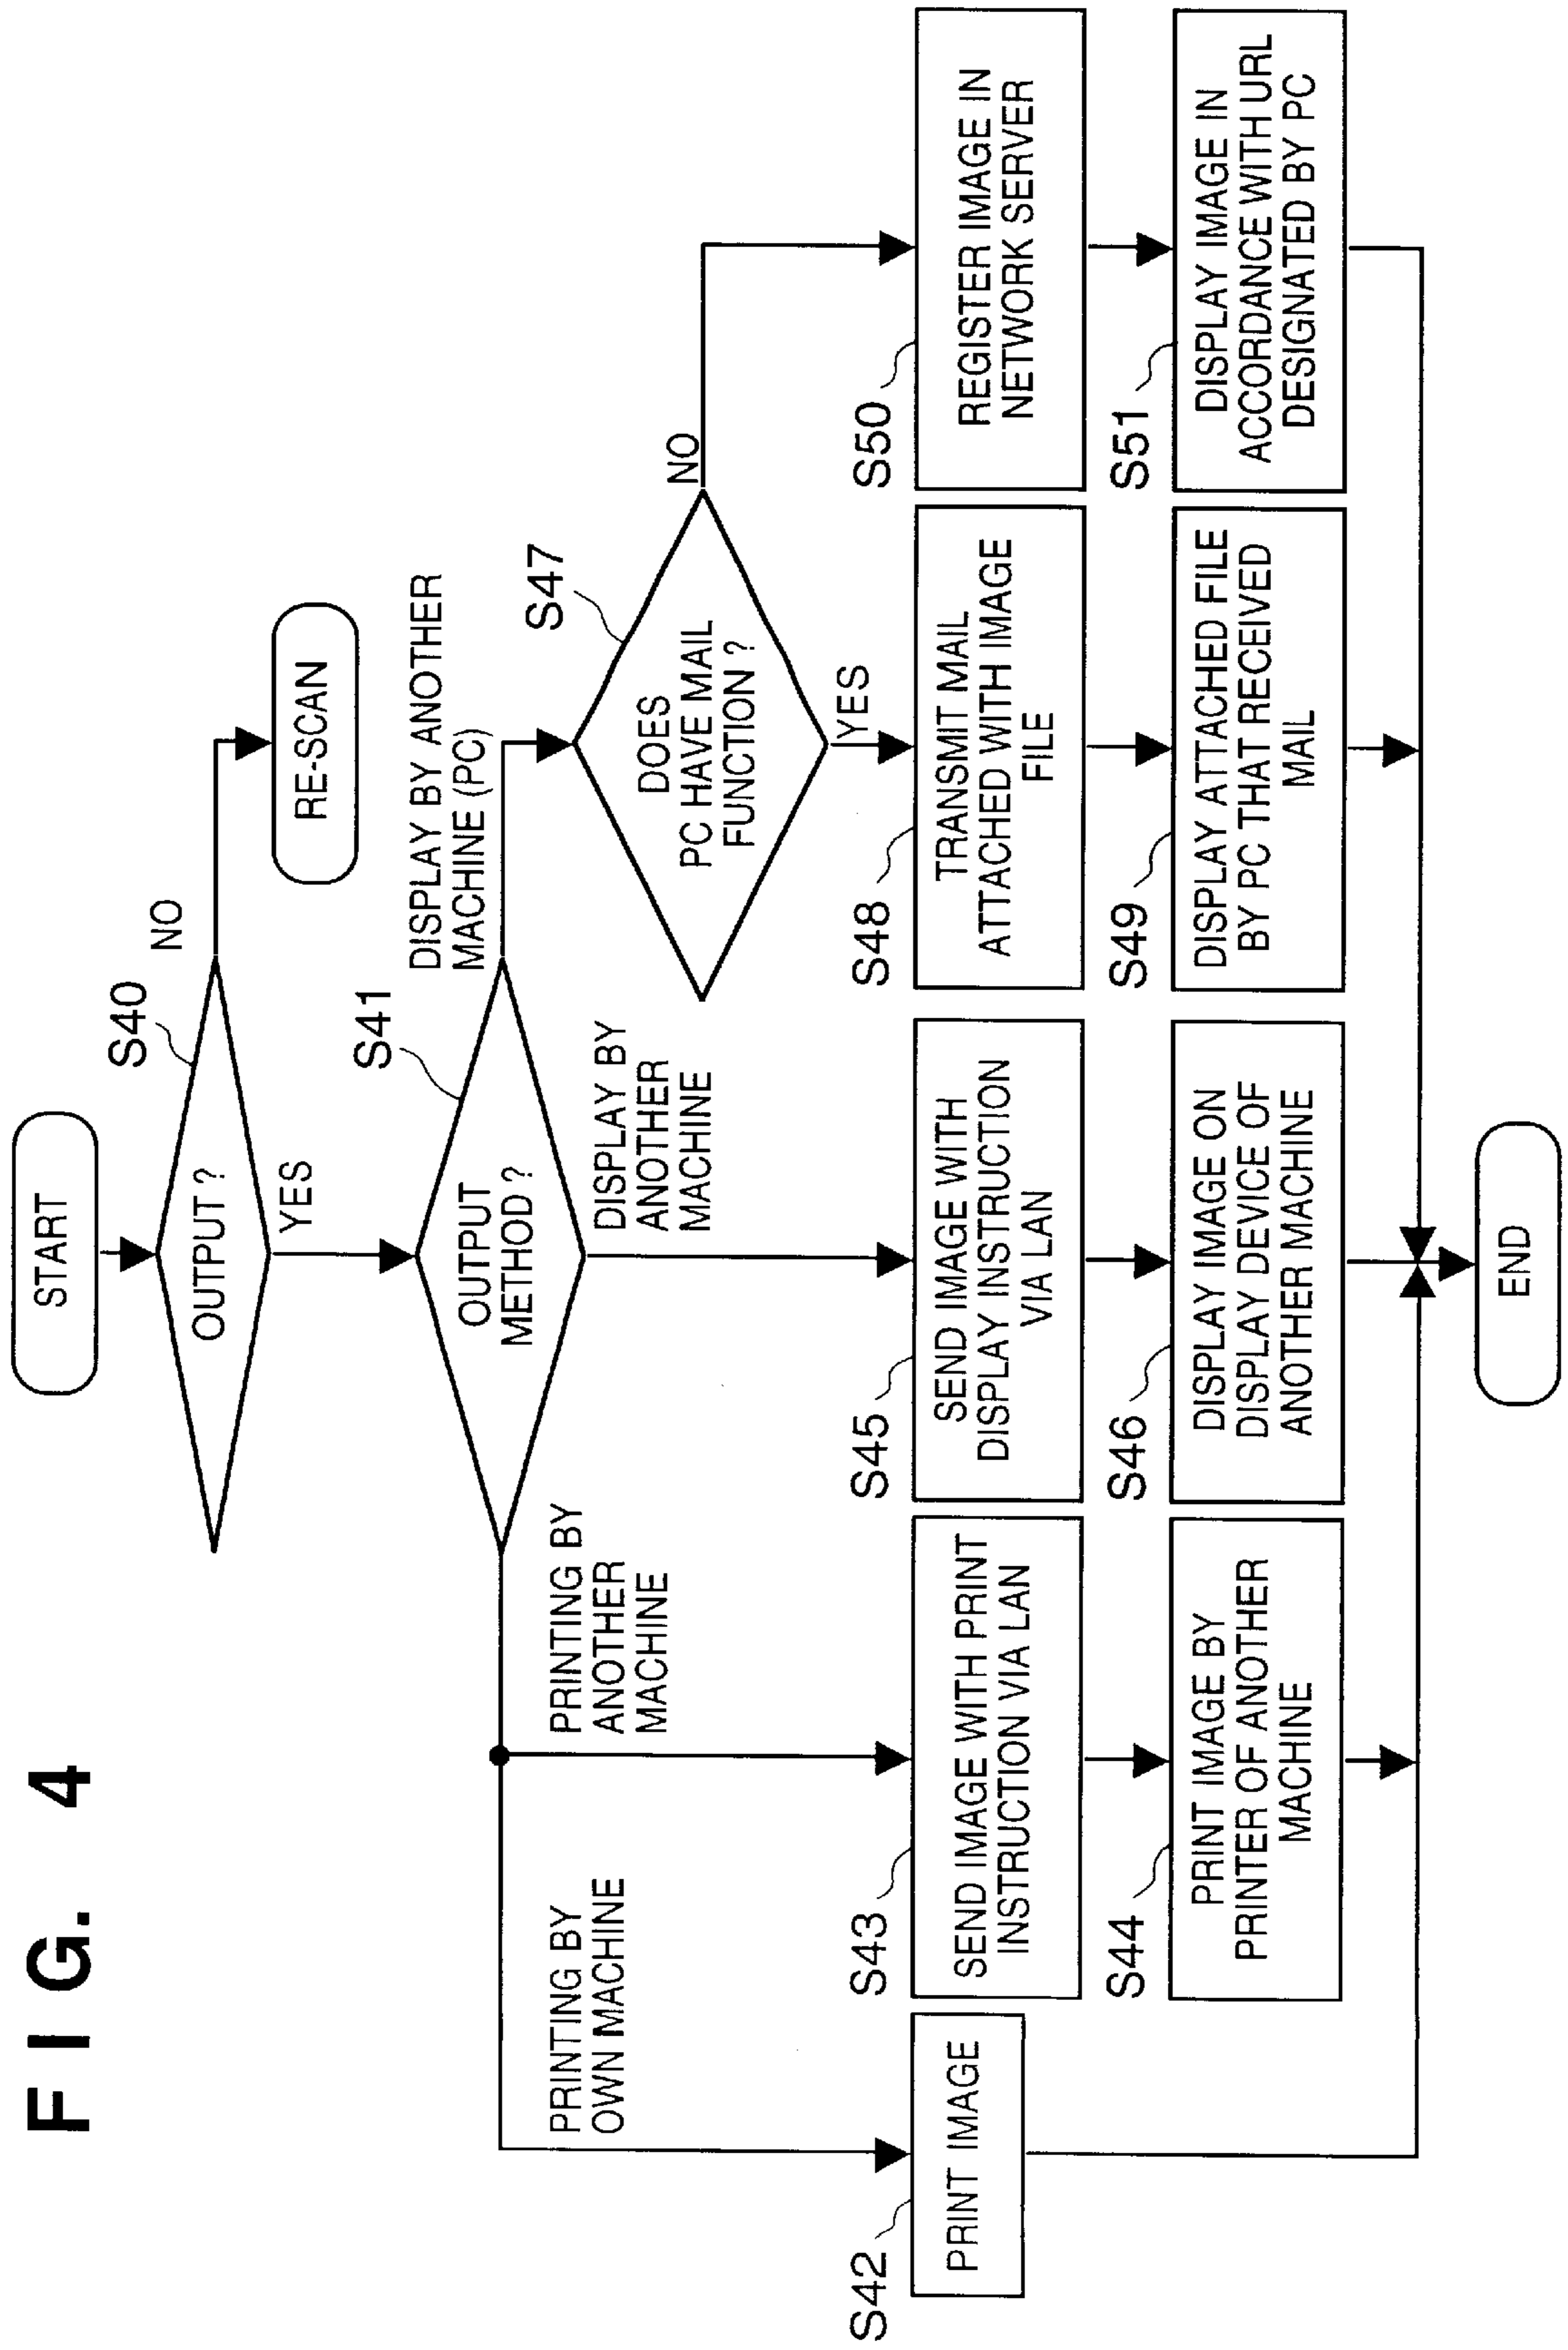 FIG. 4
START
S40
OUTPUT ?
NO
YES
RE-SCAN
S41
OUTPUT
METHOD ?
DISPLAY BY ANOTHER
MACHINE (PC)
PRINTING BY
OWN MACHINE
PRINTING BY
ANOTHER
MACHINE
DISPLAY BY
ANOTHER
MACHINE
S47
DOES
PC HAVE MAIL
FUNCTION ?
NO
YES
S42
PRINT IMAGE
S43
SEND IMAGE WITH PRINT
INSTRUCTION VIA LAN
S45
SEND IMAGE WITH
DISPLAY INSTRUCTION
VIA LAN
S48
TRANSMIT MAIL
ATTACHED WITH IMAGE
FILE
S50
REGISTER IMAGE IN
NETWORK SERVER
S44
PRINT IMAGE BY
PRINTER OF ANOTHER
MACHINE
S46
DISPLAY IMAGE ON
DISPLAY DEVICE OF
ANOTHER MACHINE
S49
DISPLAY ATTACHED FILE
BY PC THAT RECEIVED
MAIL
S51
DISPLAY IMAGE IN
ACCORDANCE WITH URL
DESIGNATED BY PC
END